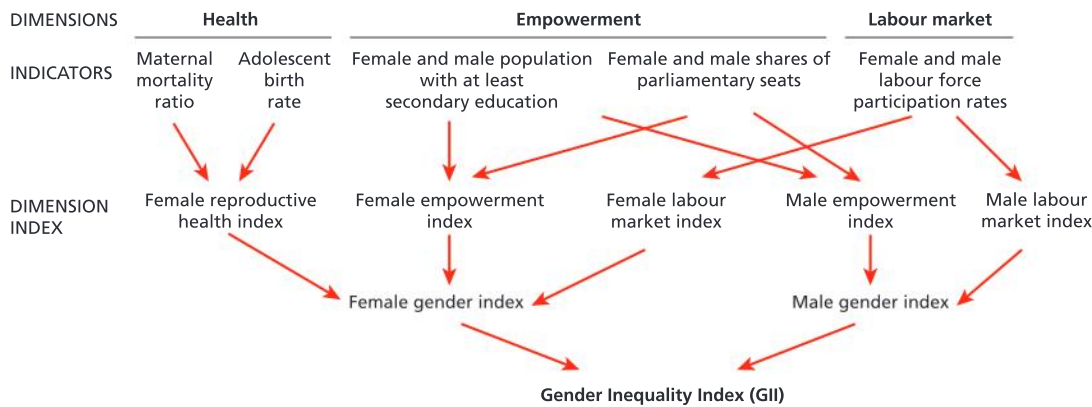 DIMENSIONS
Health
Empowerment
Labour market
INDICATORS
Maternal
mortality
ratio
Adolescent
birth
rate
Female and male population
with at least
secondary education
Female and male shares of
parliamentary seats
Female and male
labour force
participation rates
DIMENSION
INDEX
Female reproductive
health index
Female empowerment
index
Female labour
market index
Male empowerment
index
Male labour
market index
Female gender index
Male gender index
Gender Inequality Index (GII)